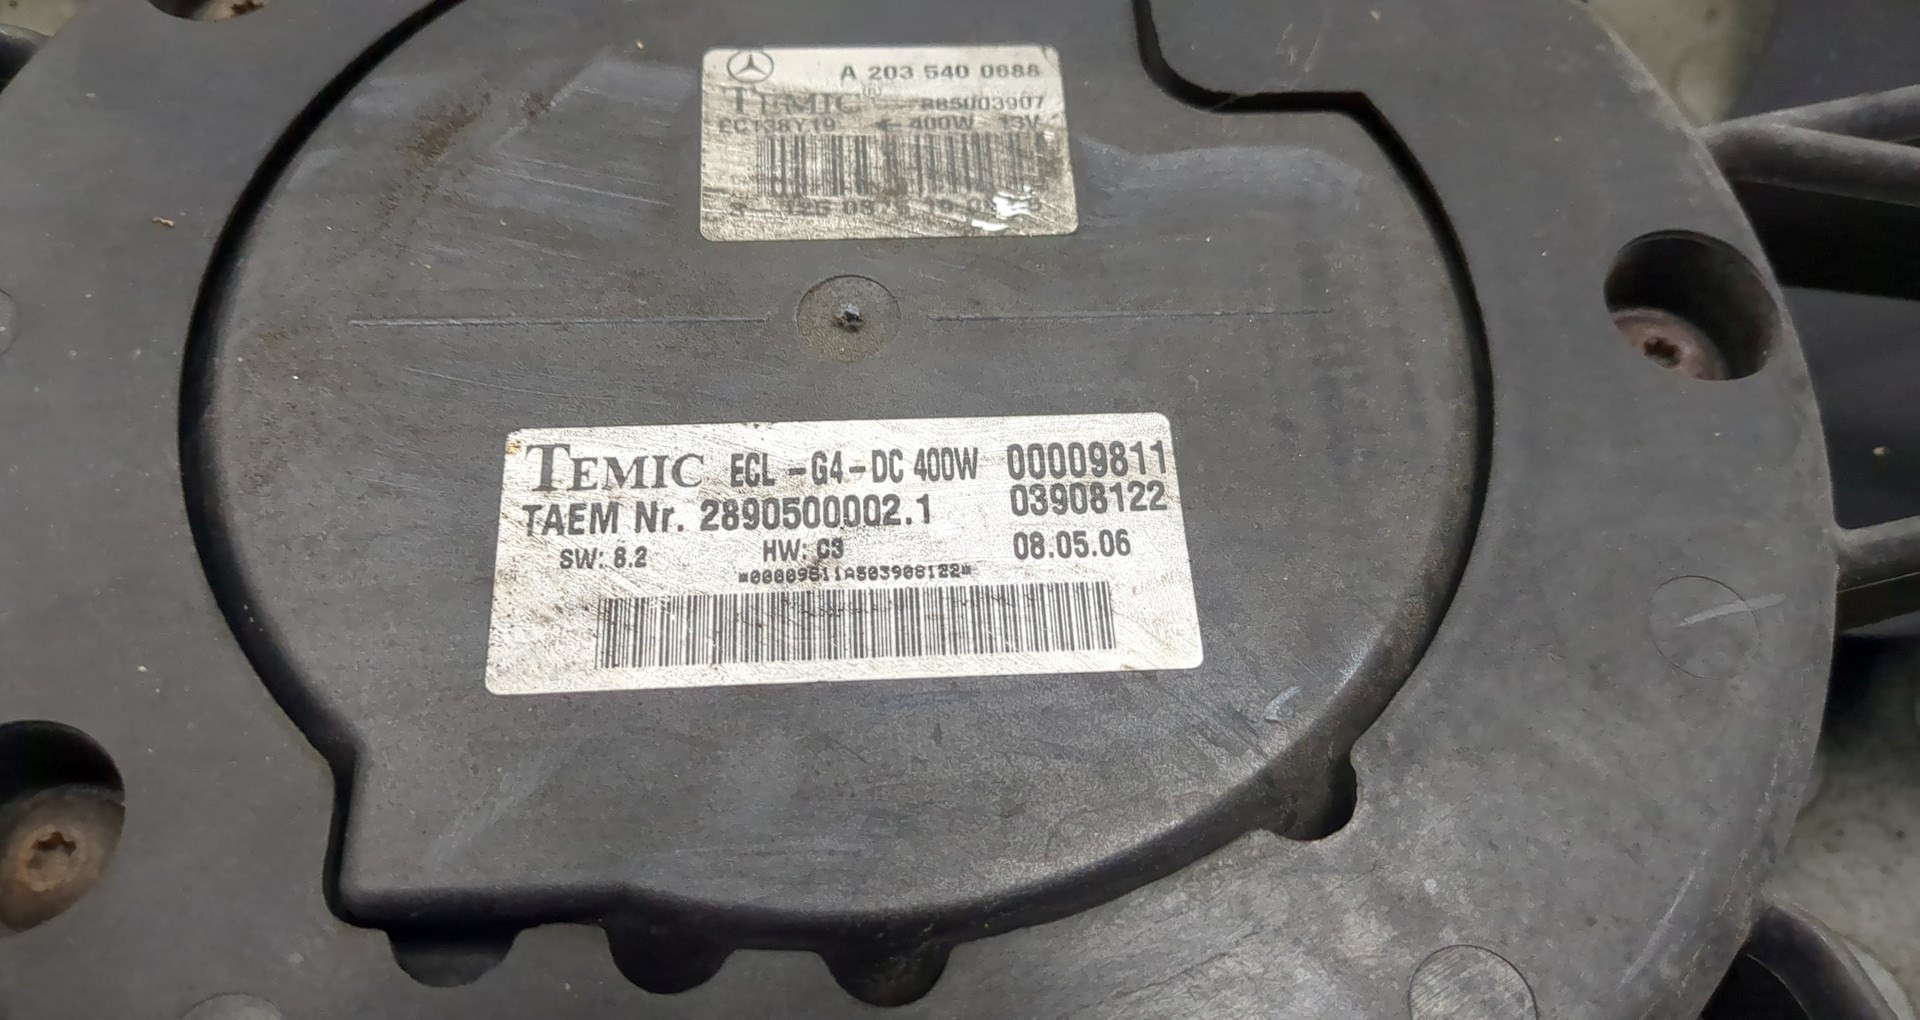 A 203 540 0688
TEMIC®
EC138Y19 ← 400W 13V
TEMIC ECL-G4-DC 400W 00009811
TAEM Nr. 2890500002.1 03908122
SW: 8.2 HW: C3 08.05.06
*00009811A503908122*